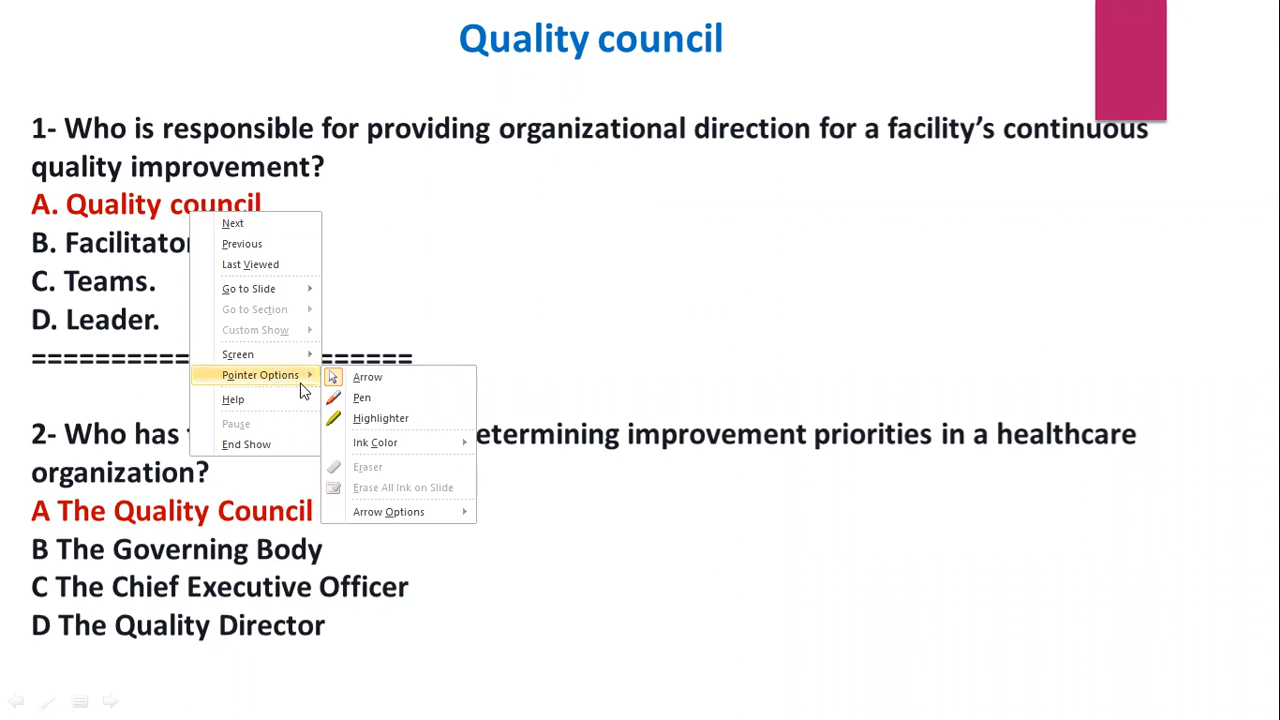 Quality council
1- Who is responsible for providing organizational direction for a facility’s continuous
quality improvement?
A. Quality council
B. Facilitator
C. Teams.
D. Leader.
========================
Next
Previous
Last Viewed
Go to Slide
Go to Section
Custom Show
Screen
Pointer Options
Help
Pause
End Show
Arrow
Pen
Highlighter
Ink Color
Eraser
Erase All Ink on Slide
Arrow Options
2- Who has etermining improvement priorities in a healthcare
organization?
A The Quality Council
B The Governing Body
C The Chief Executive Officer
D The Quality Director